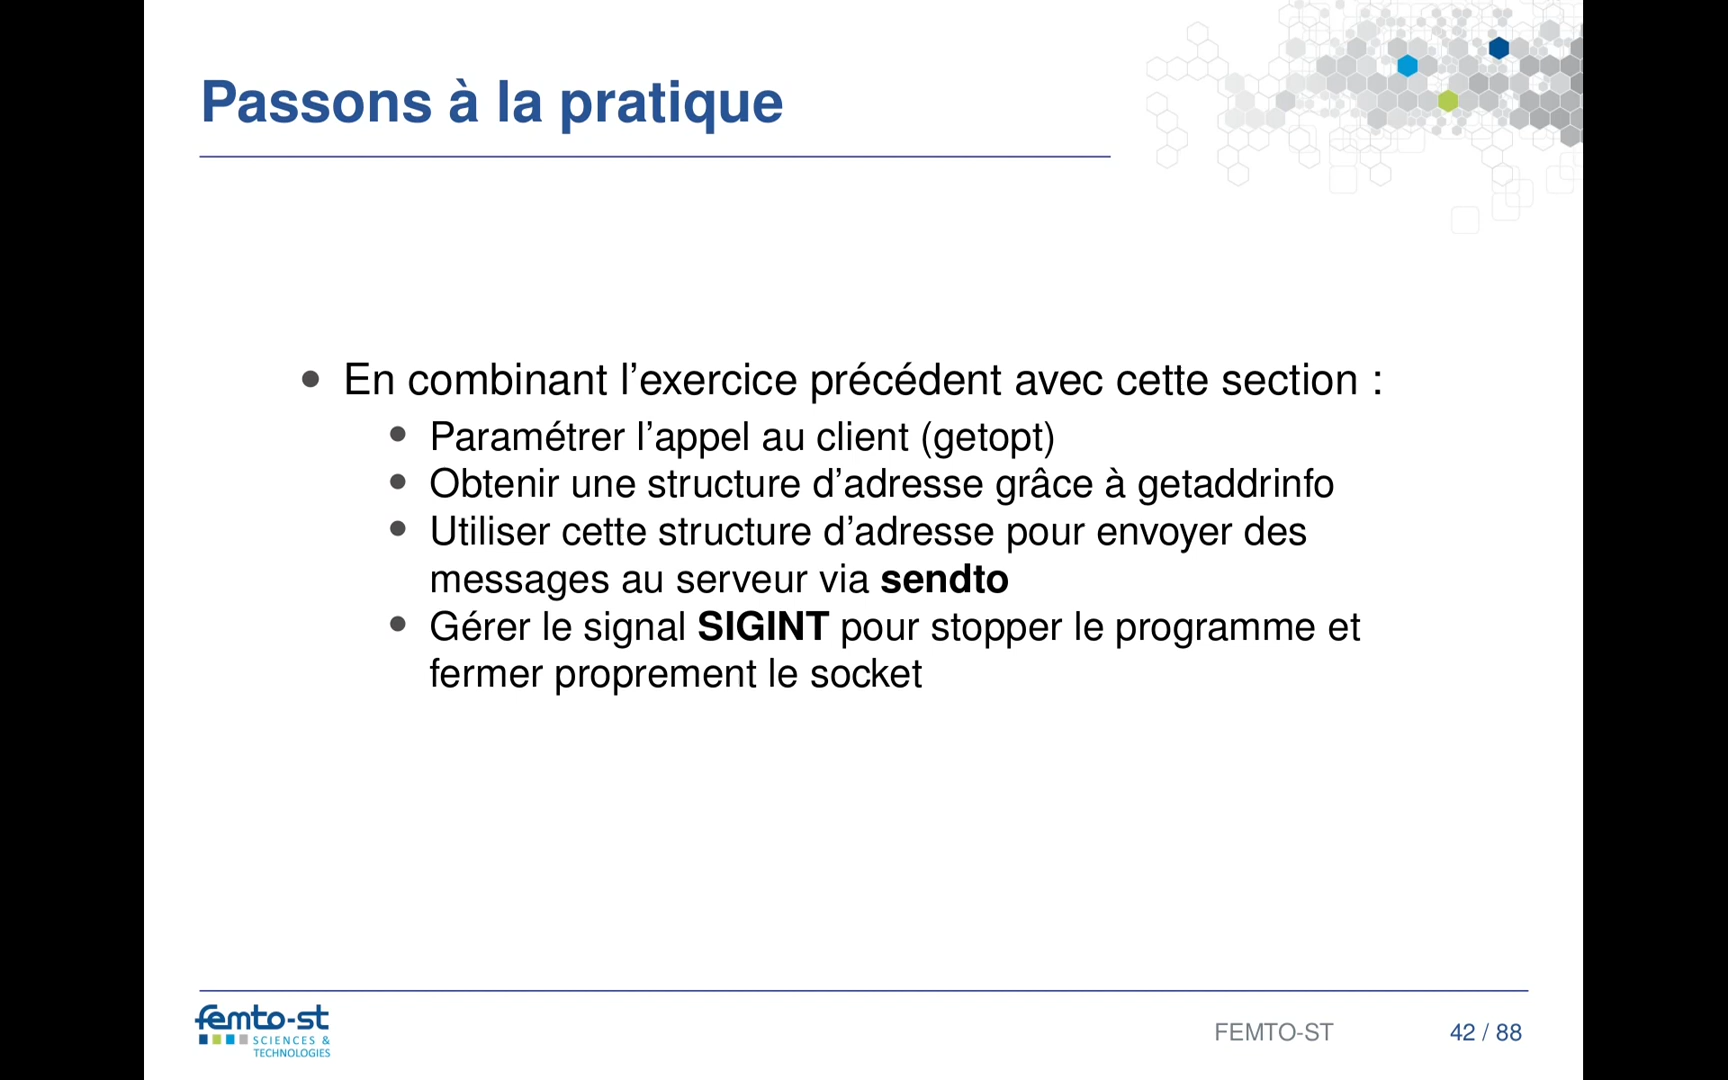 Passons à la pratique
• En combinant l’exercice précédent avec cette section :
• Paramétrer l’appel au client (getopt)
• Obtenir une structure d’adresse grâce à getaddrinfo
• Utiliser cette structure d’adresse pour envoyer des
messages au serveur via sendto
• Gérer le signal SIGINT pour stopper le programme et
fermer proprement le socket
femto-st
SCIENCES &
TECHNOLOGIES
FEMTO-ST
42 / 88